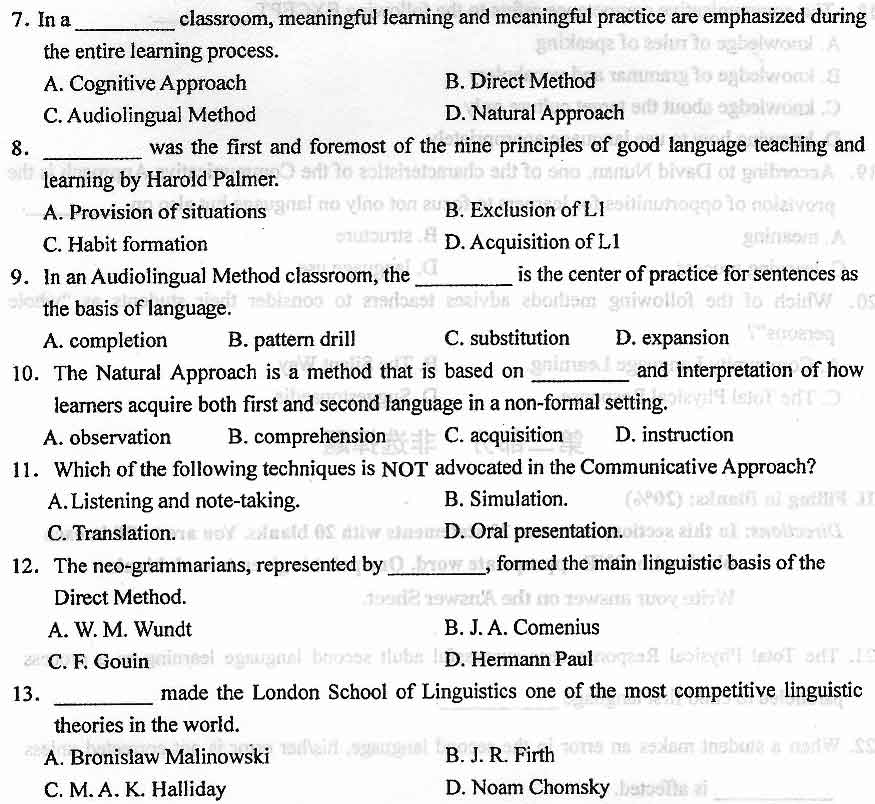 7. In a __________ classroom, meaningful learning and meaningful practice are emphasized during
the entire learning process.
A. Cognitive Approach B. Direct Method
C. Audiolingual Method D. Natural Approach
8. __________ was the first and foremost of the nine principles of good language teaching and
learning by Harold Palmer.
A. Provision of situations B. Exclusion of L1
C. Habit formation D. Acquisition of L1
9. In an Audiolingual Method classroom, the __________ is the center of practice for sentences as
the basis of language.
A. completion B. pattern drill C. substitution D. expansion
10. The Natural Approach is a method that is based on __________ and interpretation of how
learners acquire both first and second language in a non-formal setting.
A. observation B. comprehension C. acquisition D. instruction
11. Which of the following techniques is NOT advocated in the Communicative Approach?
A. Listening and note-taking. B. Simulation.
C. Translation. D. Oral presentation.
12. The neo-grammarians, represented by __________, formed the main linguistic basis of the
Direct Method.
A. W. M. Wundt B. J. A. Comenius
C. F. Gouin D. Hermann Paul
13. __________ made the London School of Linguistics one of the most competitive linguistic
theories in the world.
A. Bronislaw Malinowski B. J. R. Firth
C. M. A. K. Halliday D. Noam Chomsky